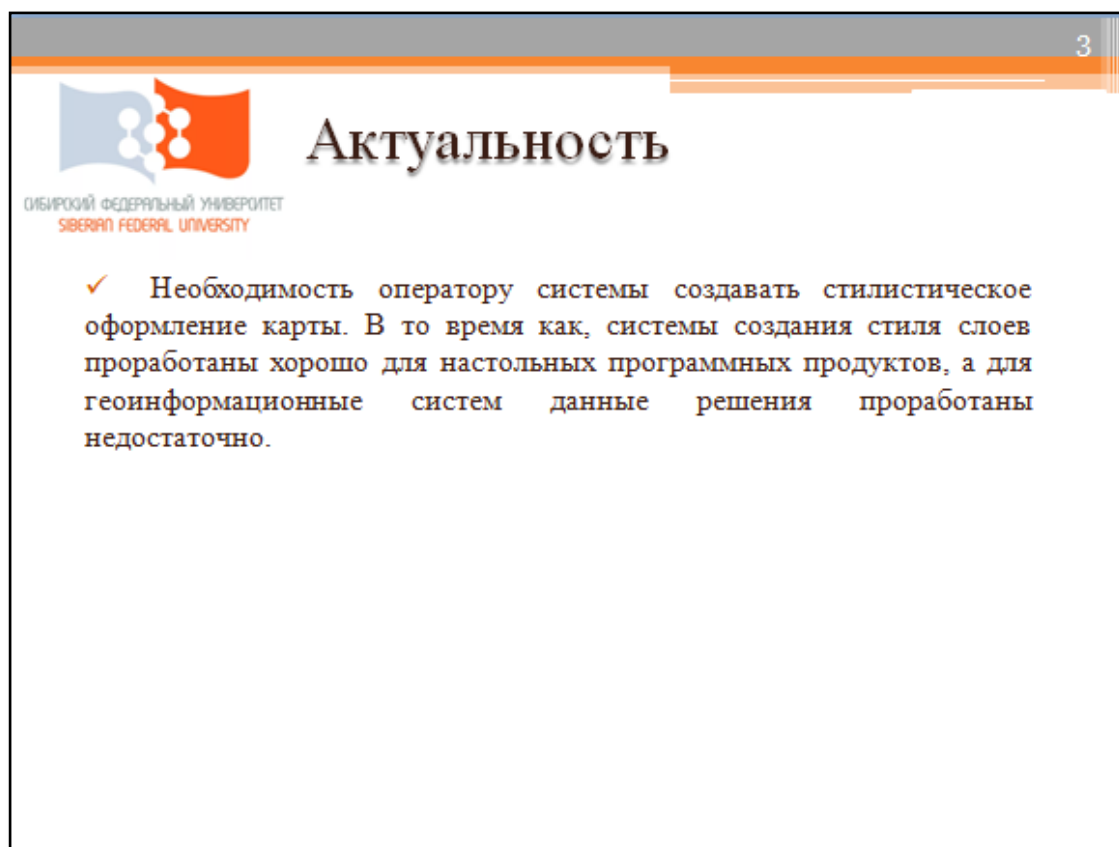 3
Актуальность
СИБИРСКИЙ ФЕДЕРАЛЬНЫЙ УНИВЕРСИТЕТ
SIBERIAN FEDERAL UNIVERSITY
✓ Необходимость оператору системы создавать стилистическое
оформление карты. В то время как, системы создания стиля слоев
проработаны хорошо для настольных программных продуктов, а для
геоинформационные систем данные решения проработаны
недостаточно.